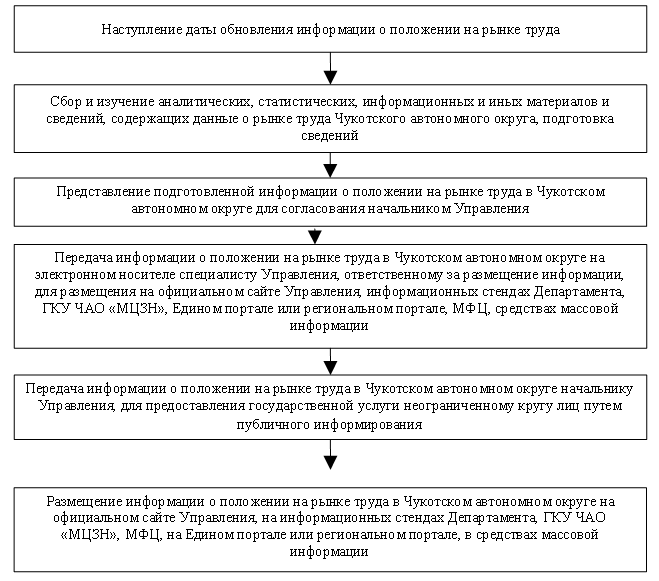 Наступление даты обновления информации о положении на рынке труда
Сбор и изучение аналитических, статистических, информационных и иных материалов и
сведений, содержащих данные о рынке труда Чукотского автономного округа, подготовка
сведений
Представление подготовленной информации о положении на рынке труда в Чукотском
автономном округе для согласования начальником Управления
Передача информации о положении на рынке труда в Чукотском автономном округе на
электронном носителе специалисту Управления, ответственному за размещение информации,
для размещения на официальном сайте Управления, информационных стендах Департамента,
ГКУ ЧАО «МЦЗН», Едином портале или региональном портале, МФЦ, средствах массовой
информации
Передача информации о положении на рынке труда в Чукотском автономном округе начальнику
Управления, для предоставления государственной услуги неограниченному кругу лиц путем
публичного информирования
Размещение информации о положении на рынке труда в Чукотском автономном округе на
официальном сайте Управления, на информационных стендах Департамента, ГКУ ЧАО
«МЦЗН», МФЦ, на Едином портале или региональном портале, в средствах массовой
информации